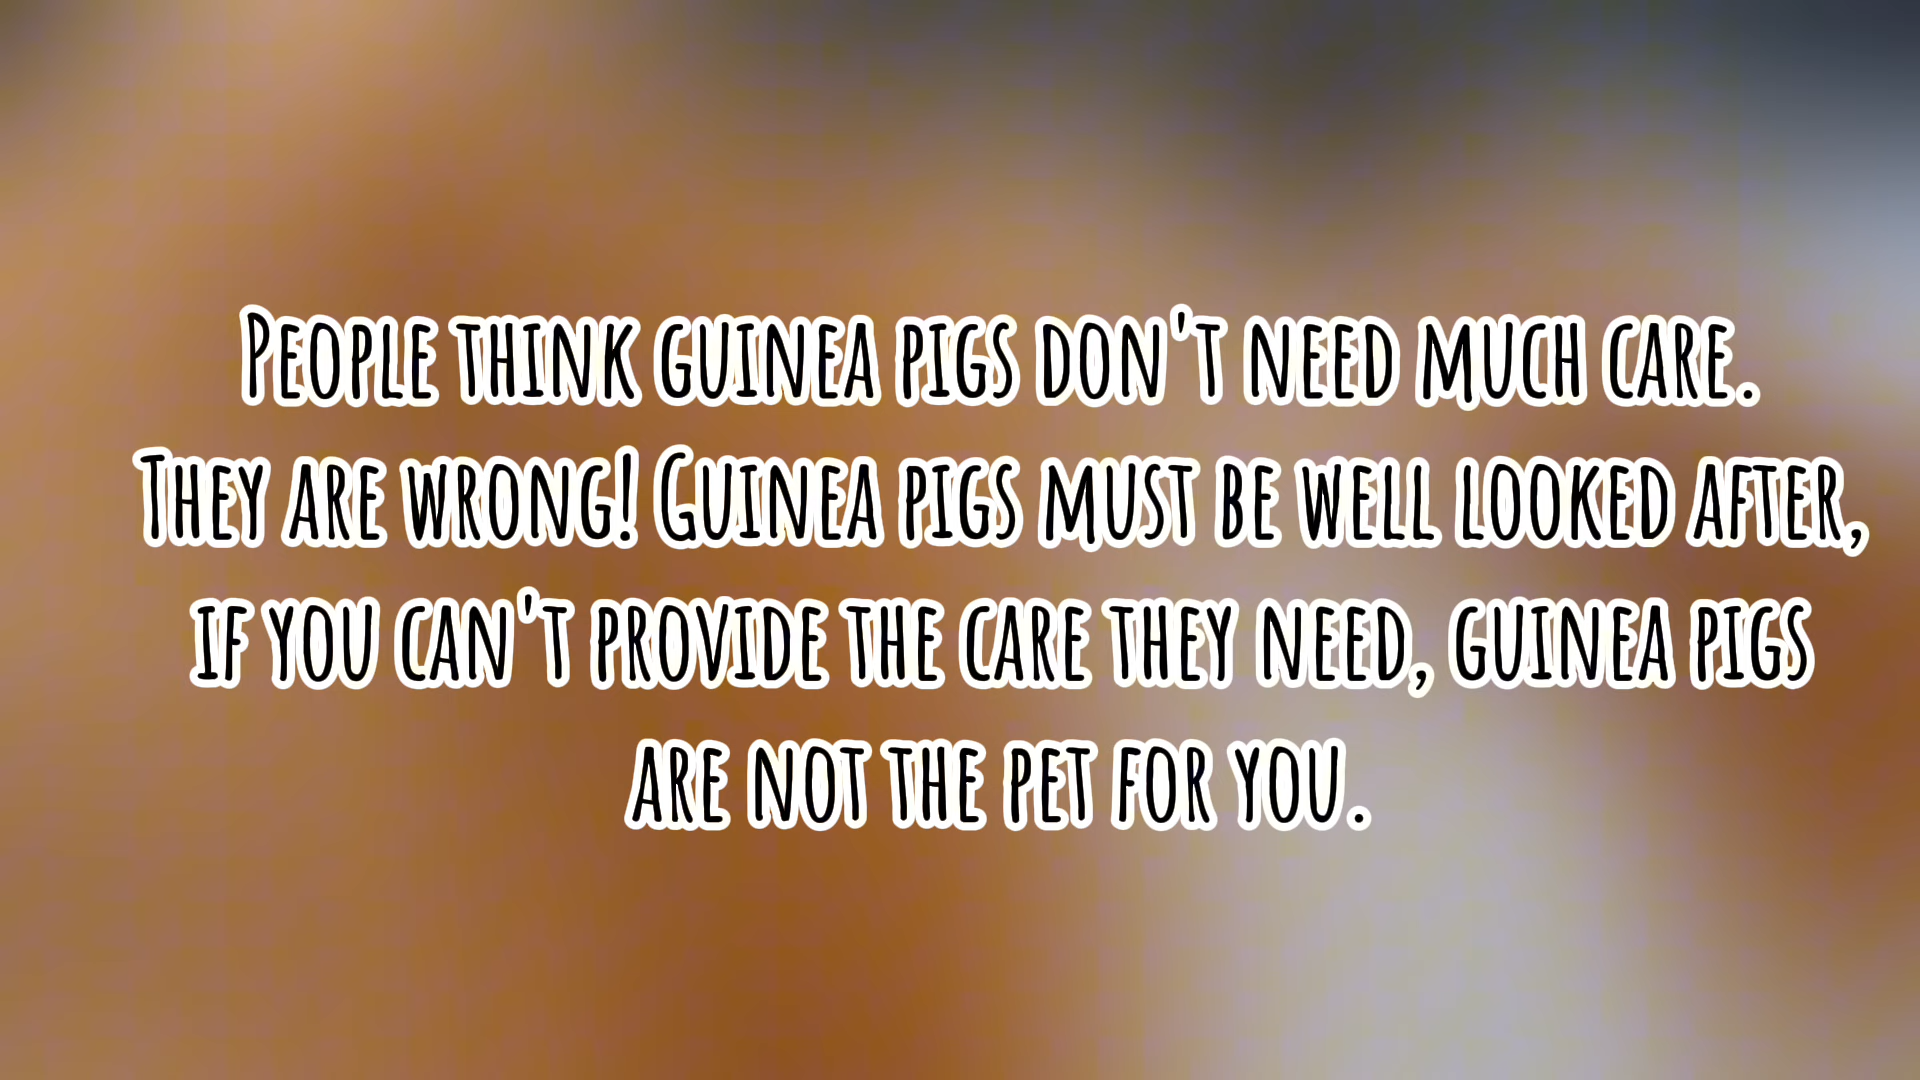 People think guinea pigs don't need much care.
They are wrong! Guinea pigs must be well looked after,
if you can't provide the care they need, guinea pigs
are not the pet for you.